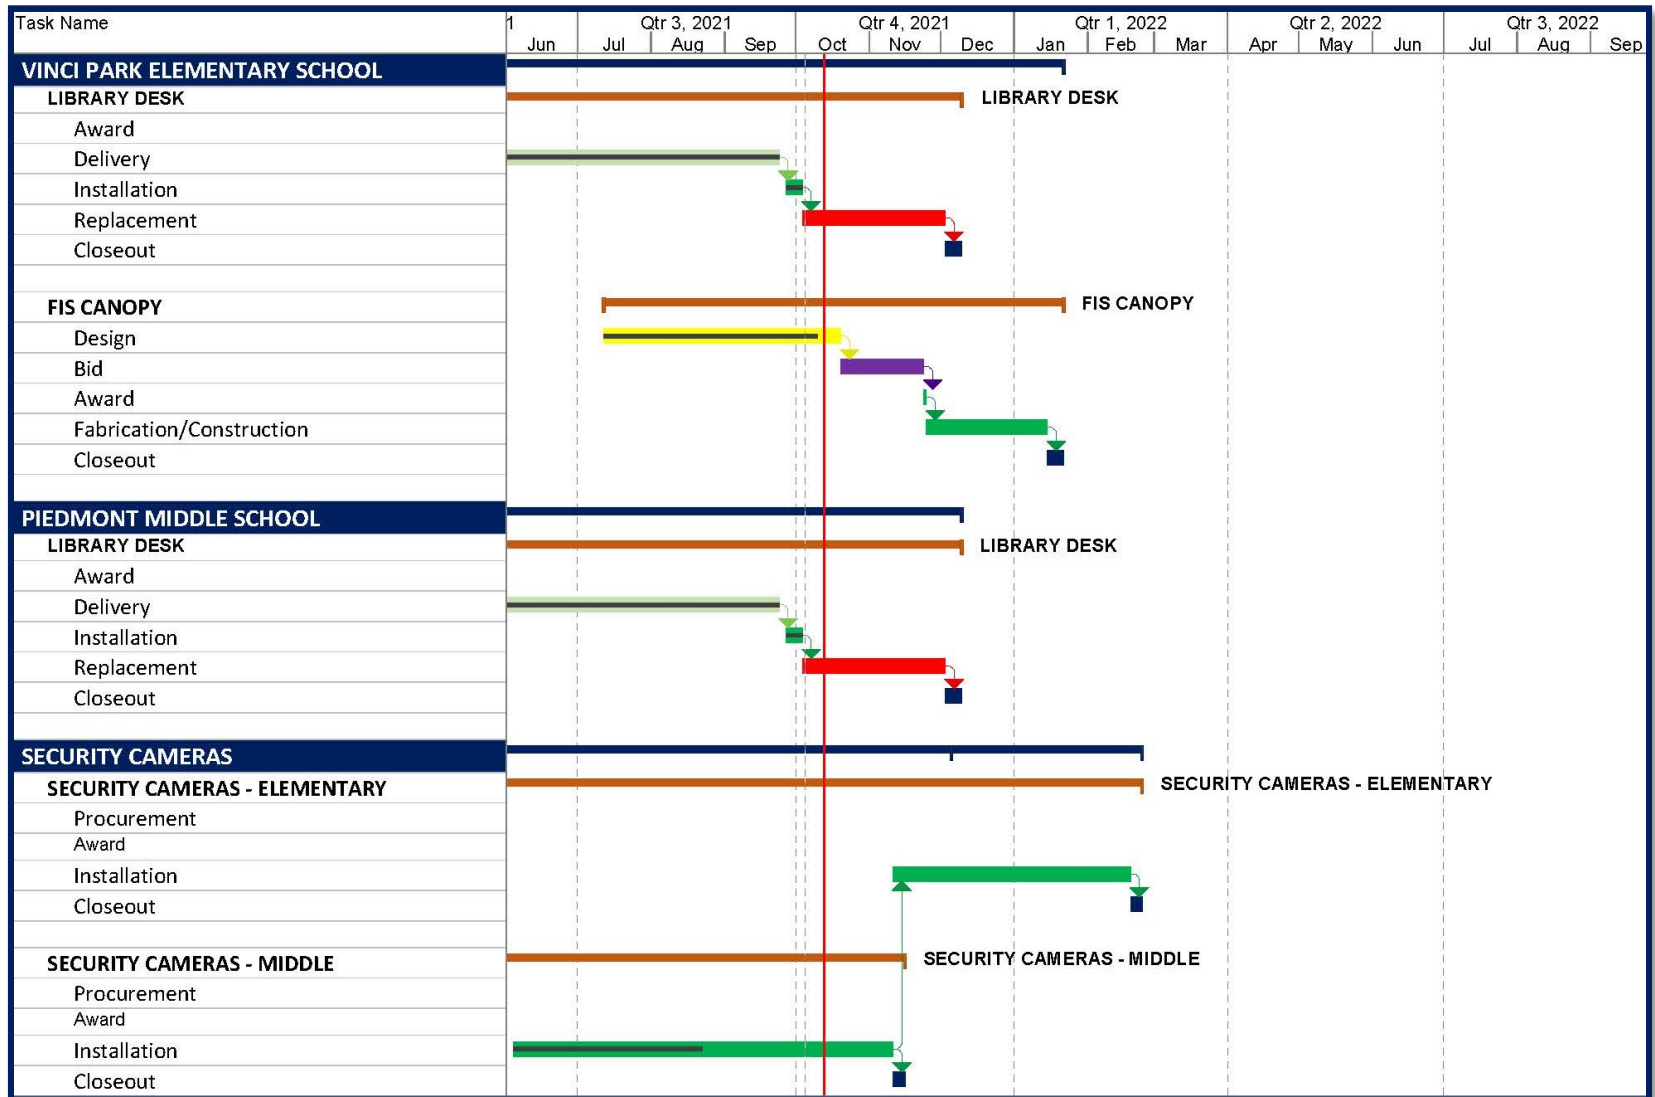 Task Name
1 Qtr 3, 2021 Qtr 4, 2021 Qtr 1, 2022 Qtr 2, 2022 Qtr 3, 2022
Jun Jul Aug Sep Oct Nov Dec Jan Feb Mar Apr May Jun Jul Aug Sep
VINCI PARK ELEMENTARY SCHOOL
LIBRARY DESK LIBRARY DESK
Award
Delivery
Installation
Replacement
Closeout
FIS CANOPY FIS CANOPY
Design
Bid
Award
Fabrication/Construction
Closeout
PIEDMONT MIDDLE SCHOOL
LIBRARY DESK LIBRARY DESK
Award
Delivery
Installation
Replacement
Closeout
SECURITY CAMERAS
SECURITY CAMERAS - ELEMENTARY SECURITY CAMERAS - ELEMENTARY
Procurement
Award
Installation
Closeout
SECURITY CAMERAS - MIDDLE SECURITY CAMERAS - MIDDLE
Procurement
Award
Installation
Closeout